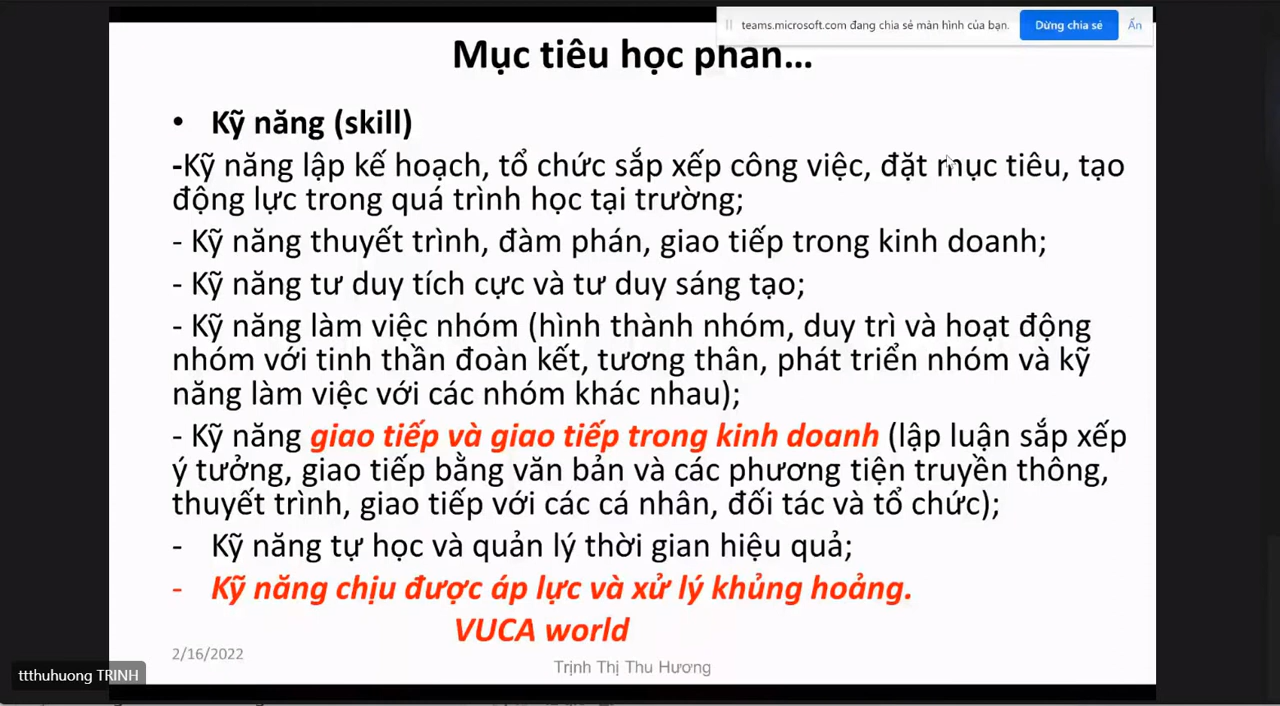 teams.microsoft.com đang chia sẻ màn hình của bạn. Dừng chia sẻ Ẩn
Mục tiêu học phần...
• Kỹ năng (skill)
-Kỹ năng lập kế hoạch, tổ chức sắp xếp công việc, đặt mục tiêu, tạo
động lực trong quá trình học tại trường;
- Kỹ năng thuyết trình, đàm phán, giao tiếp trong kinh doanh;
- Kỹ năng tư duy tích cực và tư duy sáng tạo;
- Kỹ năng làm việc nhóm (hình thành nhóm, duy trì và hoạt động
nhóm với tinh thần đoàn kết, tương thân, phát triển nhóm và kỹ
năng làm việc với các nhóm khác nhau);
- Kỹ năng giao tiếp và giao tiếp trong kinh doanh (lập luận sắp xếp
ý tưởng, giao tiếp bằng văn bản và các phương tiện truyền thông,
thuyết trình, giao tiếp với các cá nhân, đối tác và tổ chức);
- Kỹ năng tự học và quản lý thời gian hiệu quả;
- Kỹ năng chịu được áp lực và xử lý khủng hoảng.
VUCA world
2/16/2022
Trịnh Thị Thu Hương
ttthuhuong TRINH